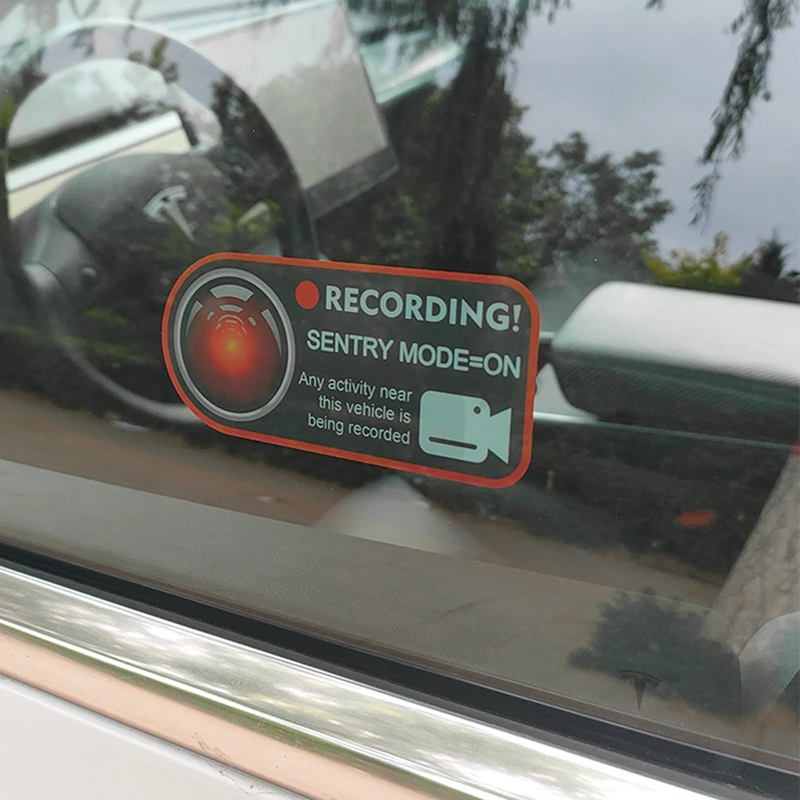 RECORDING!
SENTRY MODE=ON
Any activity near
this vehicle is
being recorded